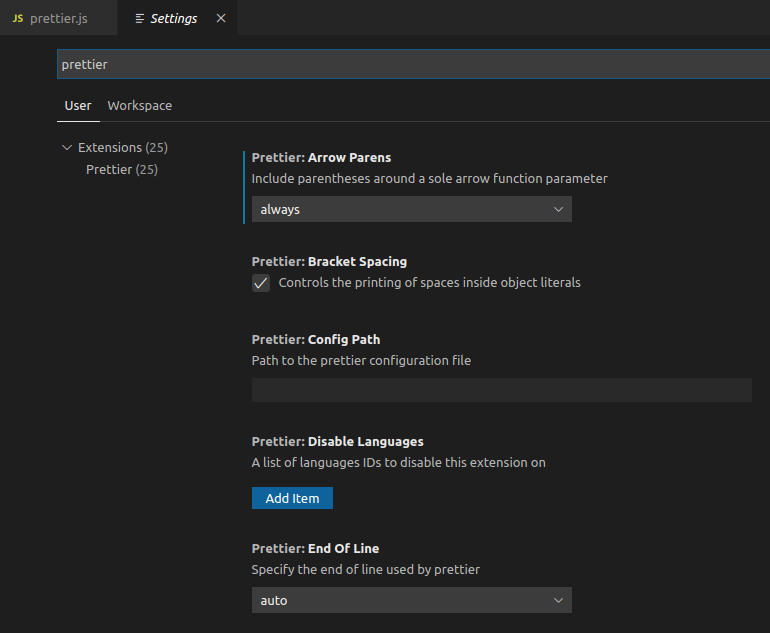 JS prettier.js
Settings
prettier
User Workspace
Extensions (25)
Prettier (25)
Prettier: Arrow Parens
Include parentheses around a sole arrow function parameter
always
Prettier: Bracket Spacing
Controls the printing of spaces inside object literals
Prettier: Config Path
Path to the prettier configuration file
Prettier: Disable Languages
A list of languages IDs to disable this extension on
Add Item
Prettier: End Of Line
Specify the end of line used by prettier
auto